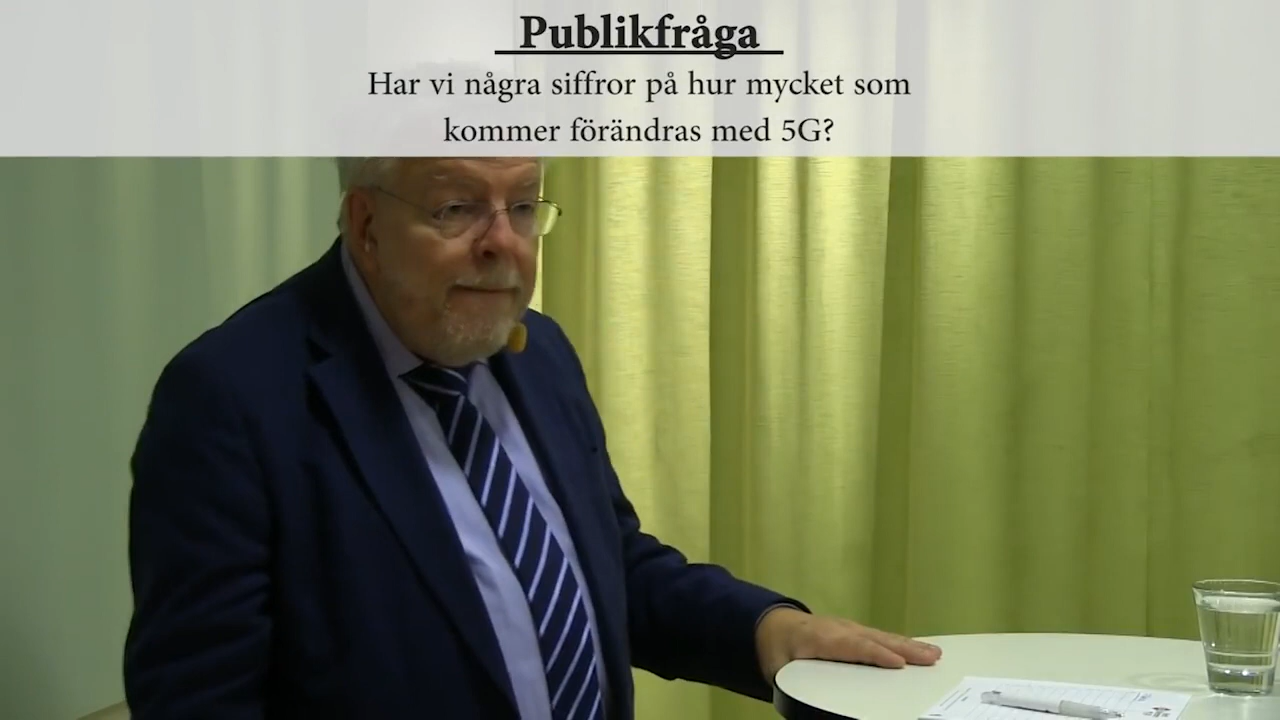 Publikfråga
Har vi några siffror på hur mycket som
kommer förändras med 5G?